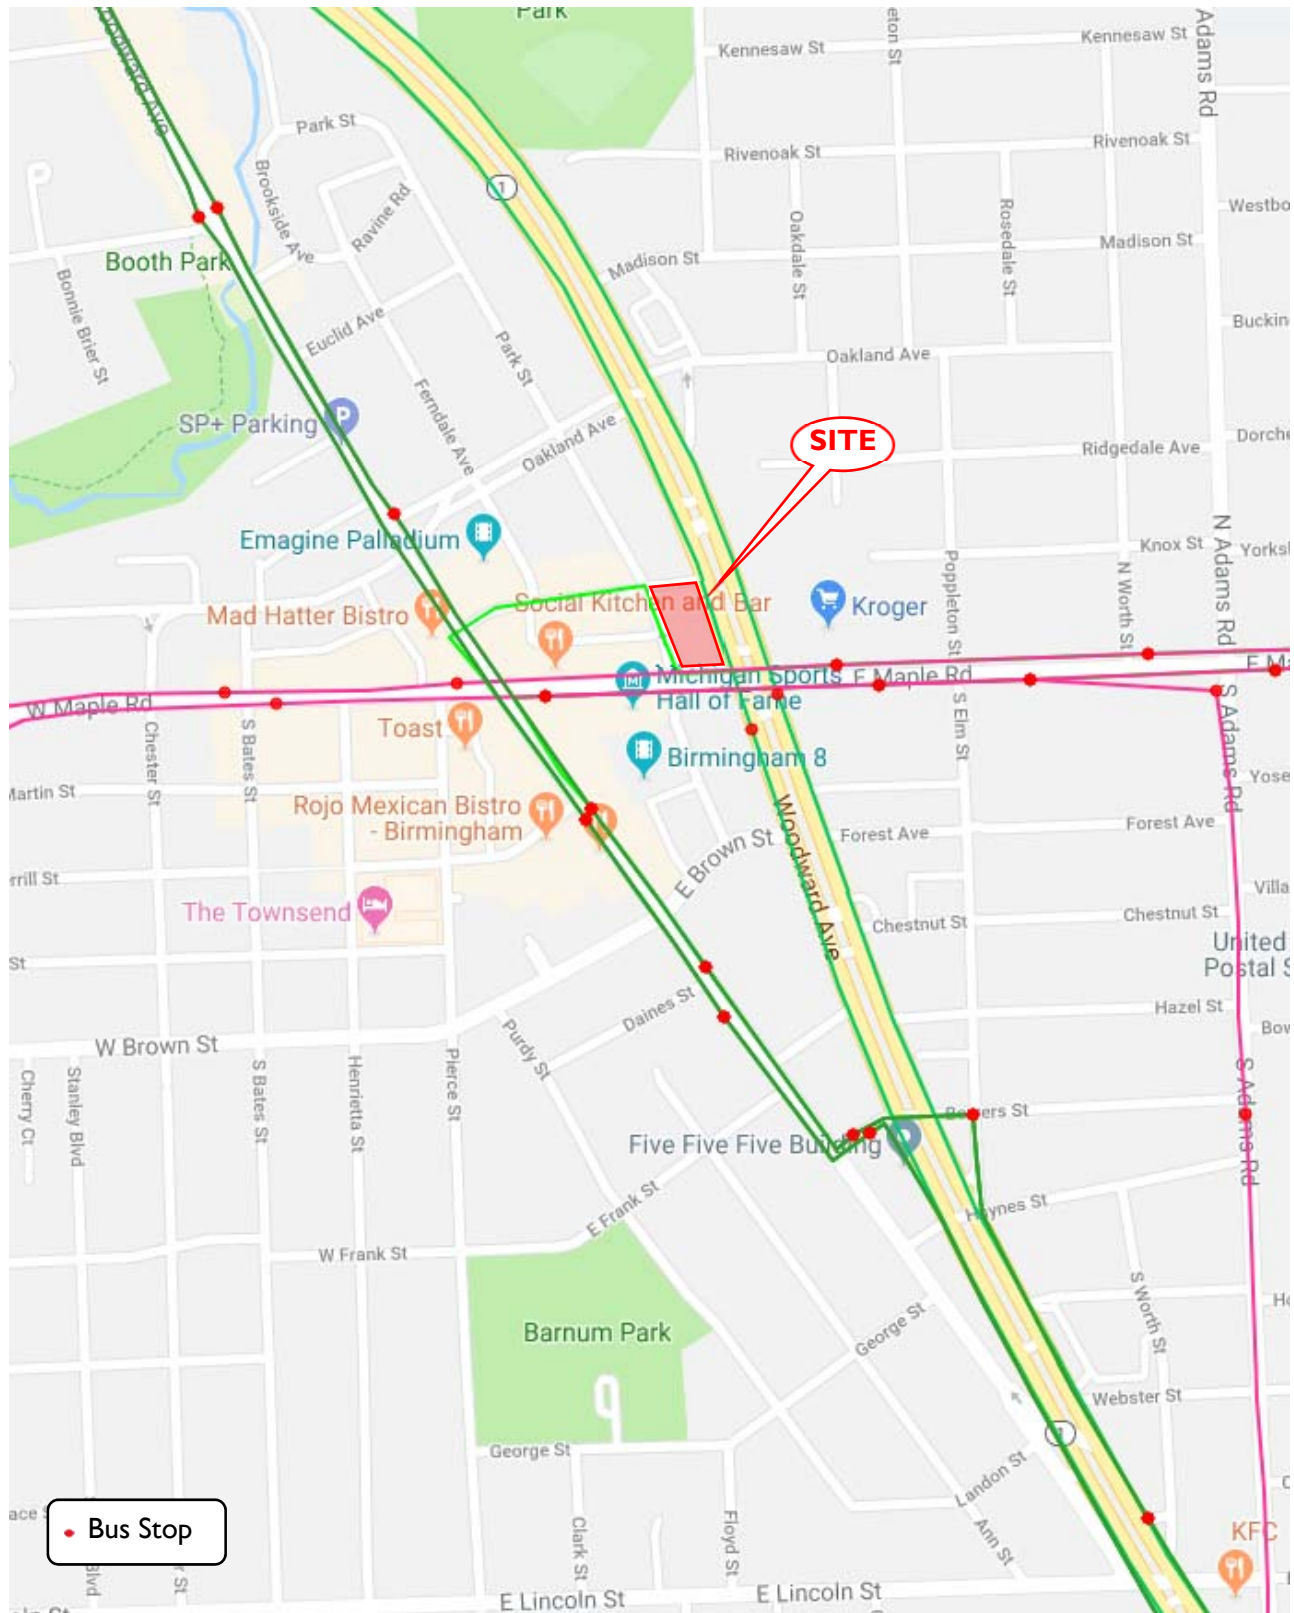 Park
Kennesaw St
Kennesaw St
Adams Rd
Park St
Rivenoak St
Rivenoak St
1
Brookside Ave
Ravine Rd
Oakdale St
Rosedale St
Madison St
Madison St
Booth Park
Bonnie Brier St
Euclid Ave
Park St
Oakland Ave
Ferndale Ave
SP+ Parking
P
Oakland Ave
SITE
Ridgedale Ave
Emagine Palladium
Knox St
N Adams Rd
Poppleton St
N Worth St
Mad Hatter Bistro
Social Kitchen and Bar
Kroger
Michigan Sports
Hall of Fame
E Maple Rd
W Maple Rd
S Adams Rd
Chester St
S Bates St
Toast
S Elm St
Birmingham 8
Rojo Mexican Bistro
- Birmingham
Woodward Ave
E Brown St
Forest Ave
Forest Ave
The Townsend
Chestnut St
Chestnut St
United
Daines St
Hazel St
W Brown St
Purdy St
Cherry Ct
Stanley Blvd
S Bates St
Henrietta St
Pierce St
S Adams Rd
Five Five Five Building
E Frank St
Haynes St
W Frank St
S Worth St
Barnum Park
George St
Webster St
1
George St
Landon St
Ann St
Bus Stop
Clark St
Floyd St
KFC
E Lincoln St
E Lincoln St